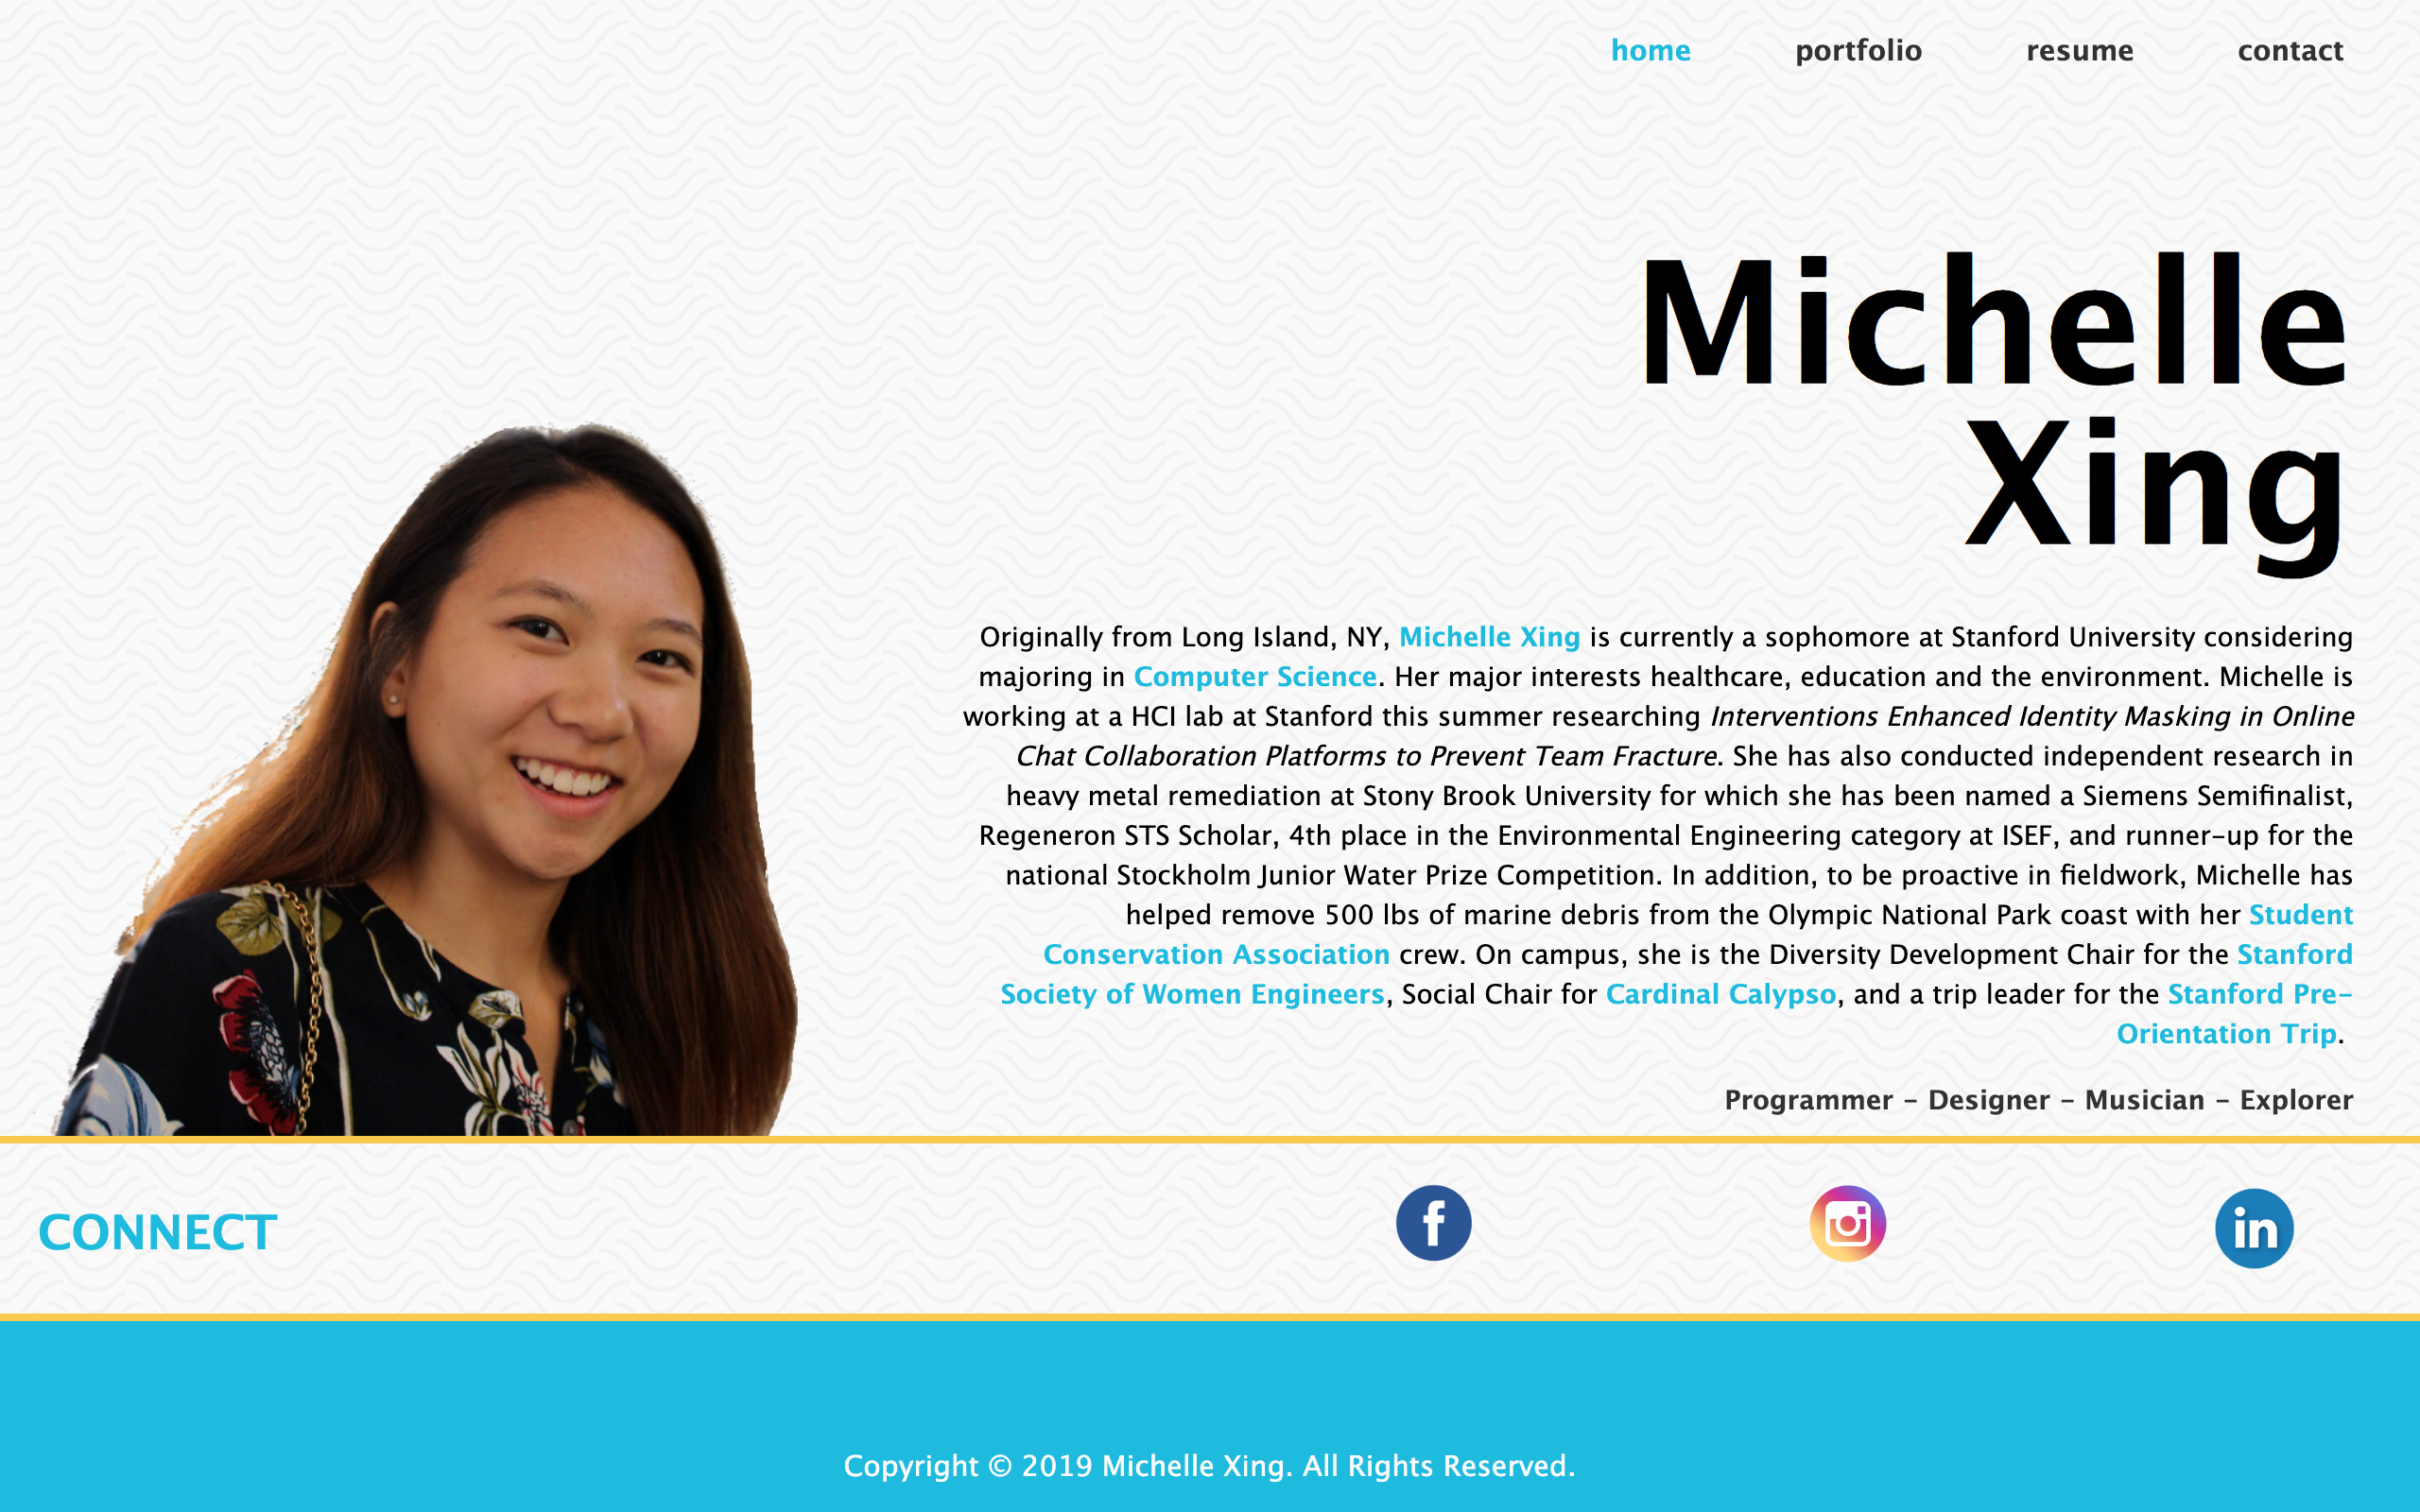 home portfolio resume contact
Michelle
Xing
Originally from Long Island, NY, Michelle Xing is currently a sophomore at Stanford University considering
majoring in Computer Science. Her major interests healthcare, education and the environment. Michelle is
working at a HCI lab at Stanford this summer researching Interventions Enhanced Identity Masking in Online
Chat Collaboration Platforms to Prevent Team Fracture. She has also conducted independent research in
heavy metal remediation at Stony Brook University for which she has been named a Siemens Semifinalist,
Regeneron STS Scholar, 4th place in the Environmental Engineering category at ISEF, and runner-up for the
national Stockholm Junior Water Prize Competition. In addition, to be proactive in fieldwork, Michelle has
helped remove 500 lbs of marine debris from the Olympic National Park coast with her Student
Conservation Association crew. On campus, she is the Diversity Development Chair for the Stanford
Society of Women Engineers, Social Chair for Cardinal Calypso, and a trip leader for the Stanford Pre-
Orientation Trip.
Programmer - Designer - Musician - Explorer
CONNECT f in
Copyright © 2019 Michelle Xing. All Rights Reserved.